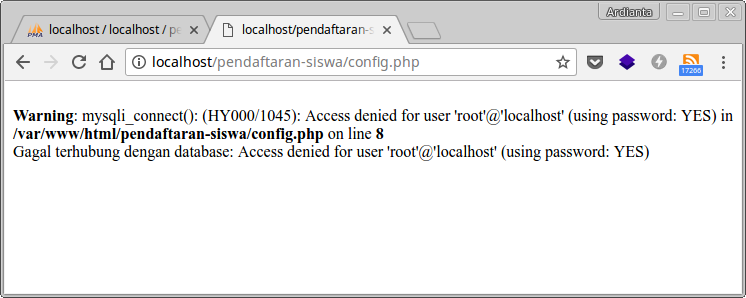 Ardianta
PMA localhost / localhost / pe
localhost/pendaftaran-s
localhost/pendaftaran-siswa/config.php
17266
Warning: mysqli_connect(): (HY000/1045): Access denied for user 'root'@'localhost' (using password: YES) in
/var/www/html/pendaftaran-siswa/config.php on line 8
Gagal terhubung dengan database: Access denied for user 'root'@'localhost' (using password: YES)